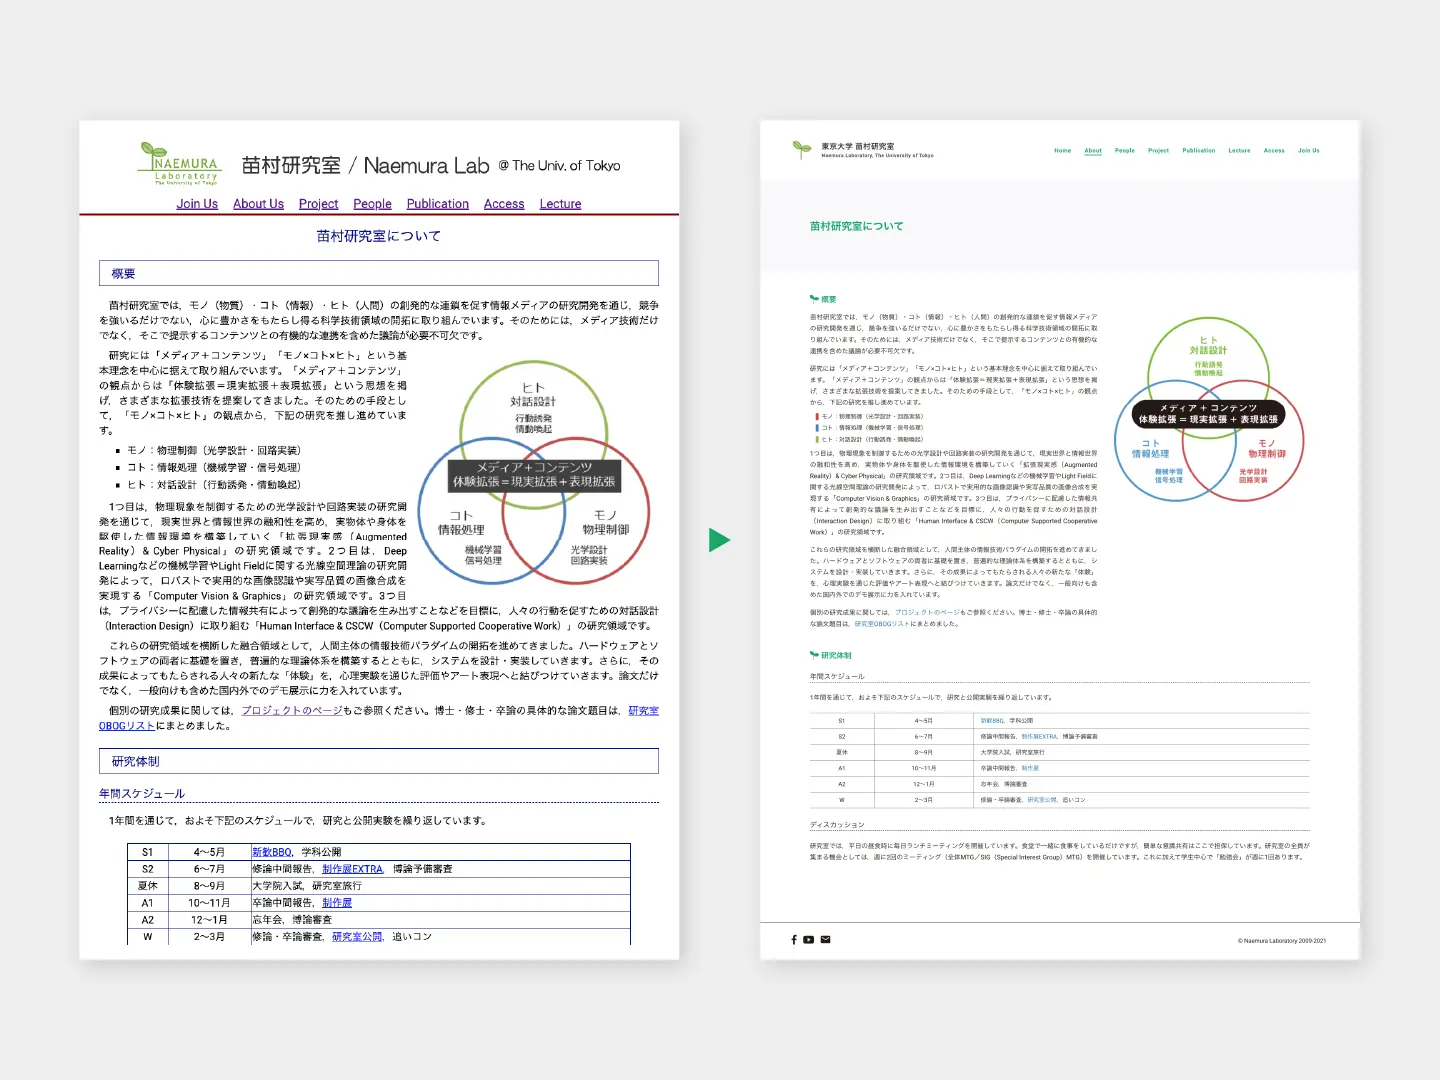 NAEMURA
Laboratory
The University of Tokyo
苗村研究室 / Naemura Lab @ The Univ. of Tokyo
Join Us About Us Project People Publication Access Lecture
苗村研究室について
概要
苗村研究室では，モノ（物質）・コト（情報）・ヒト（人間）の創発的な連鎖を促す情報メディアの研究開発を通じ，競争
を強いるだけでない，心に豊かさをもたらし得る科学技術領域の開拓に取り組んでいます。そのためには，メディア技術だけ
でなく，そこで提示するコンテンツとの有機的な連携を含めた議論が必要不可欠です。
研究には「メディア＋コンテンツ」「モノ×コト×ヒト」という基
本理念を中心に据えて取り組んでいます。「メディア＋コンテンツ」
の観点からは「体験拡張＝現実拡張＋表現拡張」という思想を掲
げ，さまざまな拡張技術を提案してきました。そのための手段とし
て，「モノ×コト×ヒト」の観点から，下記の研究を推し進めていま
す。
モノ：物理制御（光学設計・回路実装）
コト：情報処理（機械学習・信号処理）
ヒト：対話設計（行動誘発・情動喚起）
ヒト
対話設計
行動誘発
情動喚起
メディア＋コンテンツ
体験拡張＝現実拡張＋表現拡張
コト
情報処理
機械学習
信号処理
モノ
物理制御
光学設計
回路実装
1つ目は，物理現象を制御するための光学設計や回路実装の研究開
発を通じて，現実世界と情報世界の融和性を高め，実物体や身体を
駆使した情報環境を構築していく「拡張現実感（Augmented
Reality）& Cyber Physical」の研究領域です。2つ目は，Deep
Learningなどの機械学習やLight Fieldに関する光線空間理論の研究開
発によって，ロバストで実用的な画像認識や実写品質の画像合成を
実現する「Computer Vision & Graphics」の研究領域です。3つ目
は，プライバシーに配慮した情報共有によって創発的な議論を生み出すことなどを目標に，人々の行動を促すための対話設計
（Interaction Design）に取り組む「Human Interface & CSCW（Computer Supported Cooperative Work）」の研究領域です。
これらの研究領域を横断した融合領域として，人間主体の情報技術パラダイムの開拓を進めてきました。ハードウェアとソ
フトウェアの両者に基礎を置き，普遍的な理論体系を構築するとともに，システムを設計・実装していきます。さらに，その
成果によってもたらされる人々の新たな「体験」を，心理実験を通じた評価やアート表現へと結びつけていきます。論文だけ
でなく，一般向けも含めた国内外でのデモ展示に力を入れています。
個別の研究成果に関しては，プロジェクトのページもご参照ください。博士・修士・卒論の具体的な論文題目は，研究室
OBOGリストにまとめました。
研究体制
年間スケジュール
1年間を通じて，およそ下記のスケジュールで，研究と公開実験を繰り返しています。
S1 4〜5月 新歓BBQ，学科公開
S2 6〜7月 修論中間報告，制作展EXTRA，博論予備審査
夏休 8〜9月 大学院入試，研究室旅行
A1 10〜11月 卒論中間報告，制作展
A2 12〜1月 忘年会，博論審査
W 2〜3月 修論・卒論審査，研究室公開，追いコン
東京大学 苗村研究室
Naemura Laboratory, The University of Tokyo
Home About People Project Publication Lecture Access Join Us
苗村研究室について
概要
苗村研究室では，モノ（物質）・コト（情報）・ヒト（人間）の創発的な連鎖を促す情報メディア
の研究開発を通じ，競争を強いるだけでない，心に豊かさをもたらし得る科学技術領域の開拓に取
り組んでいます。そのためには，メディア技術だけでなく，そこで提示するコンテンツとの有機的な
連携を含めた議論が必要不可欠です。
研究には「メディア＋コンテンツ」「モノ×コト×ヒト」という基本理念を中心に据えて取り組んでい
ます。「メディア＋コンテンツ」の観点からは「体験拡張＝現実拡張＋表現拡張」という思想を掲
げ，さまざまな拡張技術を提案してきました。そのための手段として，「モノ×コト×ヒト」の観点
から，下記の研究を推し進めています。
モノ：物理制御（光学設計・回路実装）
コト：情報処理（機械学習・信号処理）
ヒト：対話設計（行動誘発・情動喚起）
1つ目は，物理現象を制御するための光学設計や回路実装の研究開発を通じて，現実世界と情報世界
の融和性を高め，実物体や身体を駆使した情報環境を構築していく「拡張現実感（Augmented
Reality）& Cyber Physical」の研究領域です。2つ目は，Deep Learningなどの機械学習やLight Fieldに
関する光線空間理論の研究開発によって，ロバストで実用的な画像認識や実写品質の画像合成を実
現する「Computer Vision & Graphics」の研究領域です。3つ目は，プライバシーに配慮した情報共
有によって創発的な議論を生み出すことなどを目標に，人々の行動を促すための対話設計
（Interaction Design）に取り組む「Human Interface & CSCW（Computer Supported Cooperative
Work）」の研究領域です。
これらの研究領域を横断した融合領域として，人間主体の情報技術パラダイムの開拓を進めてきまし
た。ハードウェアとソフトウェアの両者に基礎を置き，普遍的な理論体系を構築するとともに，シ
ステムを設計・実装していきます。さらに，その成果によってもたらされる人々の新たな「体験」
を，心理実験を通じた評価やアート表現へと結びつけていきます。論文だけでなく，一般向けも含
めた国内外でのデモ展示に力を入れています。
個別の研究成果に関しては，プロジェクトのページもご参照ください。博士・修士・卒論の具体的
な論文題目は，研究室OBOGリストにまとめました。
ヒト
対話設計
行動誘発
情動喚起
メディア + コンテンツ
体験拡張 = 現実拡張 + 表現拡張
コト
情報処理
機械学習
信号処理
モノ
物理制御
光学設計
回路実装
研究体制
年間スケジュール
1年間を通じて，およそ以下のスケジュールで，研究と公開実験を繰り返しています。
S1 4〜5月 新歓BBQ，学科公開
S2 6〜7月 修論中間報告，制作展EXTRA，博論予備審査
夏休 8〜9月 大学院入試，研究室旅行
A1 10〜11月 卒論中間報告，制作展
A2 12〜1月 忘年会，博論審査
W 2〜3月 修論・卒論審査，研究室公開，追いコン
ディスカッション
研究室では，平日の昼食時に毎日ランチミーティングを開催しています。食堂で一緒に食事をしているだけですが，簡単な意識共有はここで担保しています。研究室の全員が
集まる機会としては，週に2回のミーティング（全体MTG／SIG（Special Interest Group）MTG）を開催しています。これに加えて学生中心で「勉強会」が週に1回あります。
© Naemura Laboratory 2009-2021